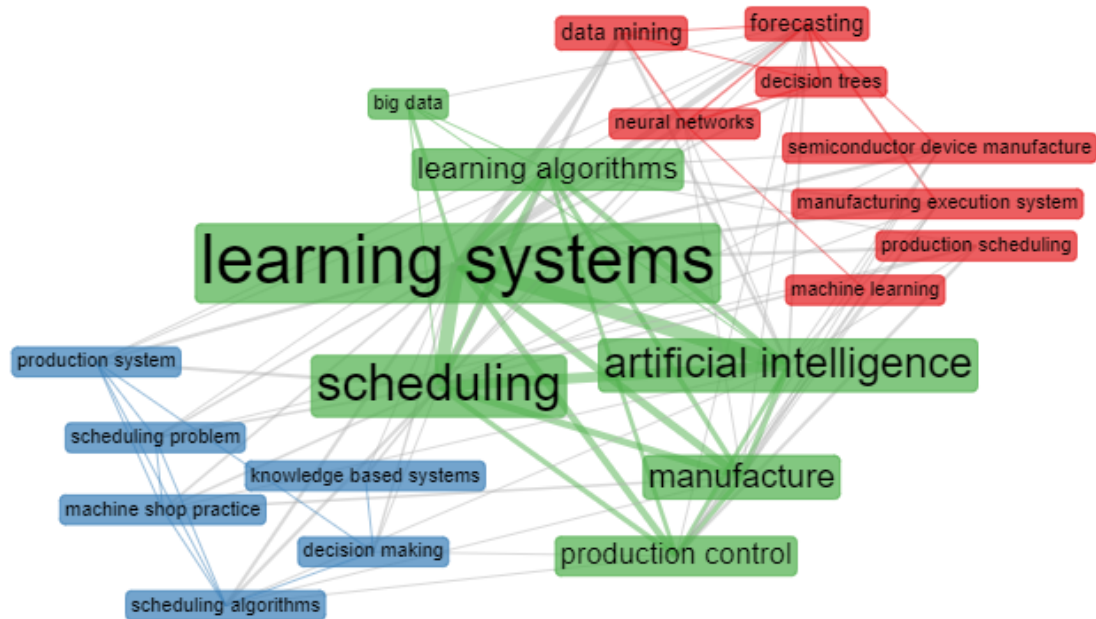 forecasting
data mining
decision trees
big data
neural networks
semiconductor device manufacture
learning algorithms
manufacturing execution system
production scheduling
learning systems
machine learning
production system
artificial intelligence
scheduling
scheduling problem
knowledge based systems
manufacture
machine shop practice
decision making
production control
scheduling algorithms